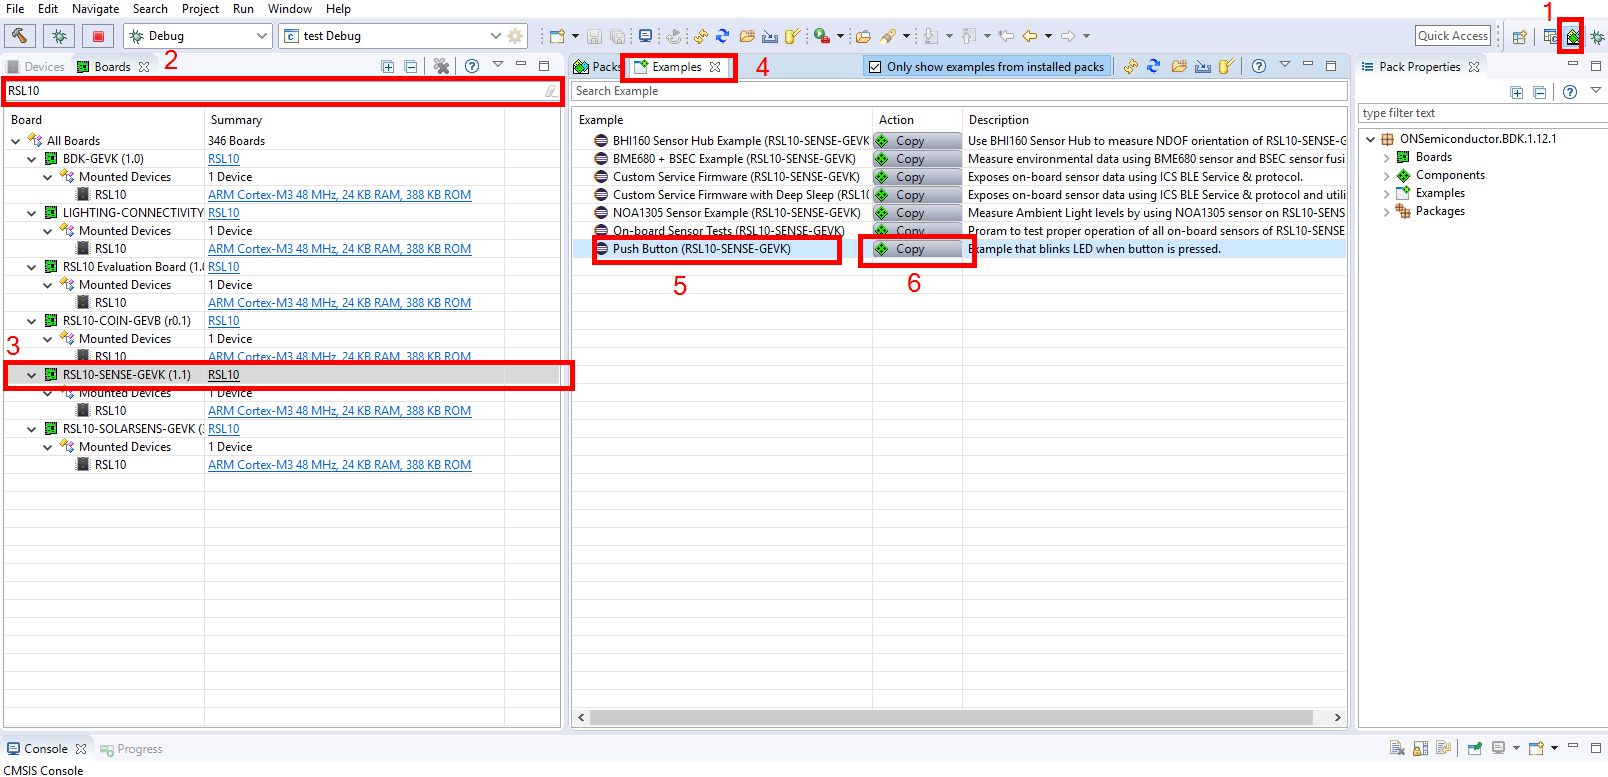 File Edit Navigate Search Project Run Window Help
1
Debug
test Debug
Quick Access
Devices
Boards
2
Packs
Examples
4
Only show examples from installed packs
Pack Properties
RSL10
Search Example
type filter text
Board Summary
Example Action Description
All Boards 346 Boards
BDK-GEVK (1.0) RSL10
Mounted Devices 1 Device
RSL10 ARM Cortex-M3 48 MHz, 24 KB RAM, 388 KB ROM
LIGHTING-CONNECTIVITY RSL10
Mounted Devices 1 Device
RSL10 ARM Cortex-M3 48 MHz, 24 KB RAM, 388 KB ROM
RSL10 Evaluation Board (1.0 RSL10
Mounted Devices 1 Device
RSL10 ARM Cortex-M3 48 MHz, 24 KB RAM, 388 KB ROM
RSL10-COIN-GEVB (r0.1) RSL10
Mounted Devices 1 Device
3
RSL10 ARM Cortex-M3 48 MHz, 24 KB RAM, 388 KB ROM
RSL10-SENSE-GEVK (1.1) RSL10
Mounted Devices 1 Device
RSL10 ARM Cortex-M3 48 MHz, 24 KB RAM, 388 KB ROM
RSL10-SOLARSENS-GEVK (3 RSL10
Mounted Devices 1 Device
RSL10 ARM Cortex-M3 48 MHz, 24 KB RAM, 388 KB ROM
BHI160 Sensor Hub Example (RSL10-SENSE-GEVK Copy Use BHI160 Sensor Hub to measure NDOF orientation of RSL10-SENSE-G
BME680 + BSEC Example (RSL10-SENSE-GEVK) Copy Measure environmental data using BME680 sensor and BSEC sensor fusi
Custom Service Firmware (RSL10-SENSE-GEVK) Copy Exposes on-board sensor data using ICS BLE Service & protocol.
Custom Service Firmware with Deep Sleep (RSL10 Copy Exposes on-board sensor data using ICS BLE Service & protocol and utili
NOA1305 Sensor Example (RSL10-SENSE-GEVK) Copy Measure Ambient Light levels by using NOA1305 sensor on RSL10-SENS
On-board Sensor Tests (RSL10-SENSE-GEVK) Copy Proram to test proper operation of all on-board sensors of RSL10-SENSE
Push Button (RSL10-SENSE-GEVK) Copy Example that blinks LED when button is pressed.
5
6
ONSemiconductor.BDK.1.12.1
Boards
Components
Examples
Packages
Console
Progress
CMSIS Console